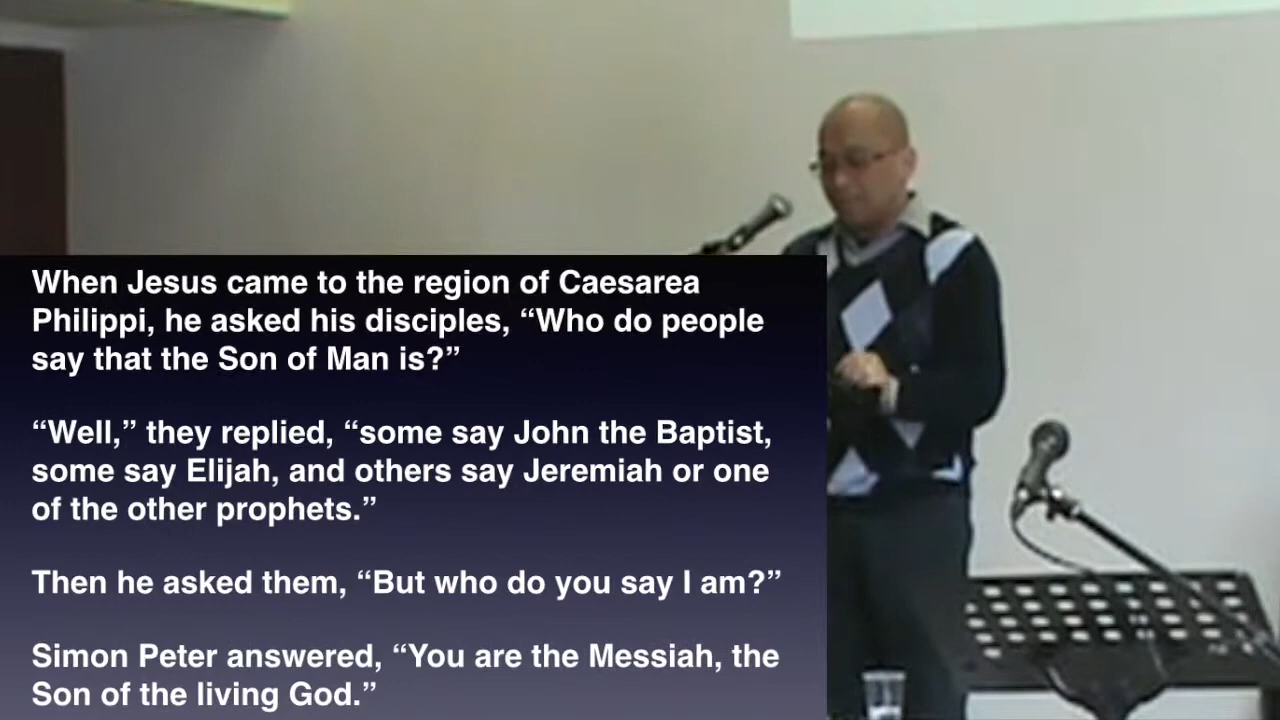 When Jesus came to the region of Caesarea
Philippi, he asked his disciples, “Who do people
say that the Son of Man is?”
“Well,” they replied, “some say John the Baptist,
some say Elijah, and others say Jeremiah or one
of the other prophets.”
Then he asked them, “But who do you say I am?”
Simon Peter answered, “You are the Messiah, the
Son of the living God.”